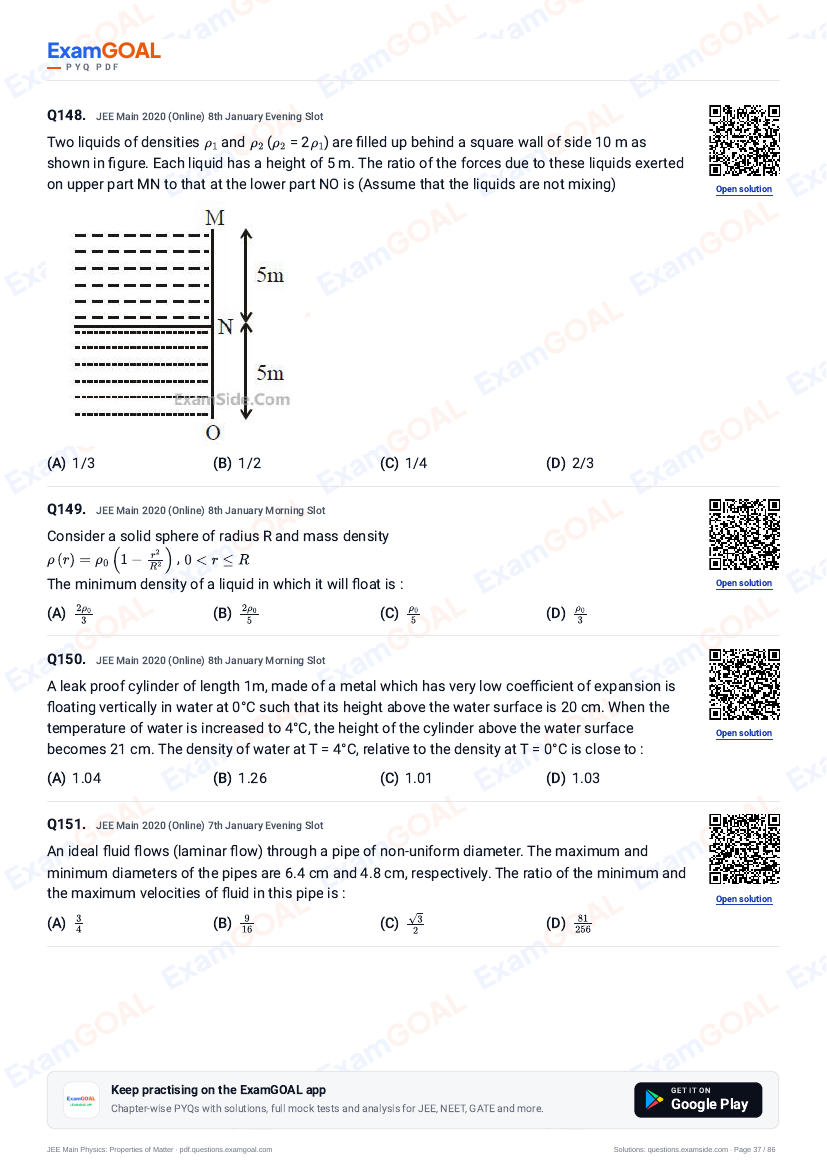 ExamGOAL
PYQ PDF
Q148. JEE Main 2020 (Online) 8th January Evening Slot
Two liquids of densities ρ₁ and ρ₂ (ρ₂ = 2ρ₁) are filled up behind a square wall of side 10 m as
shown in figure. Each liquid has a height of 5 m. The ratio of the forces due to these liquids exerted
on upper part MN to that at the lower part NO is (Assume that the liquids are not mixing)
Open solution
M
5m
N
5m
ExamSide.Com
O
(A) 1/3 (B) 1/2 (C) 1/4 (D) 2/3
Q149. JEE Main 2020 (Online) 8th January Morning Slot
Consider a solid sphere of radius R and mass density
ρ(r) = ρ₀ (1 − r²/R²), 0 < r ≤ R
The minimum density of a liquid in which it will float is :
Open solution
(A) 2ρ₀/3 (B) 2ρ₀/5 (C) ρ₀/5 (D) ρ₀/3
Q150. JEE Main 2020 (Online) 8th January Morning Slot
A leak proof cylinder of length 1m, made of a metal which has very low coefficient of expansion is
floating vertically in water at 0°C such that its height above the water surface is 20 cm. When the
temperature of water is increased to 4°C, the height of the cylinder above the water surface
becomes 21 cm. The density of water at T = 4°C, relative to the density at T = 0°C is close to :
Open solution
(A) 1.04 (B) 1.26 (C) 1.01 (D) 1.03
Q151. JEE Main 2020 (Online) 7th January Evening Slot
An ideal fluid flows (laminar flow) through a pipe of non-uniform diameter. The maximum and
minimum diameters of the pipes are 6.4 cm and 4.8 cm, respectively. The ratio of the minimum and
the maximum velocities of fluid in this pipe is :
Open solution
(A) 3/4 (B) 9/16 (C) √3/2 (D) 81/256
ExamGOAL
Keep practising on the ExamGOAL app
Chapter-wise PYQs with solutions, full mock tests and analysis for JEE, NEET, GATE and more.
GET IT ON
Google Play
JEE Main Physics: Properties of Matter · pdf.questions.examgoal.com
Solutions: questions.examside.com · Page 37 / 86